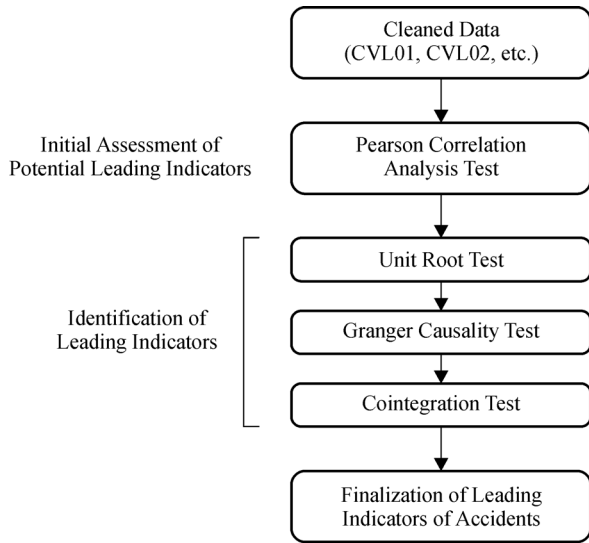 Cleaned Data
(CVL01, CVL02, etc.)
Initial Assessment of
Potential Leading Indicators
Pearson Correlation
Analysis Test
Identification of
Leading Indicators
Unit Root Test
Granger Causality Test
Cointegration Test
Finalization of Leading
Indicators of Accidents